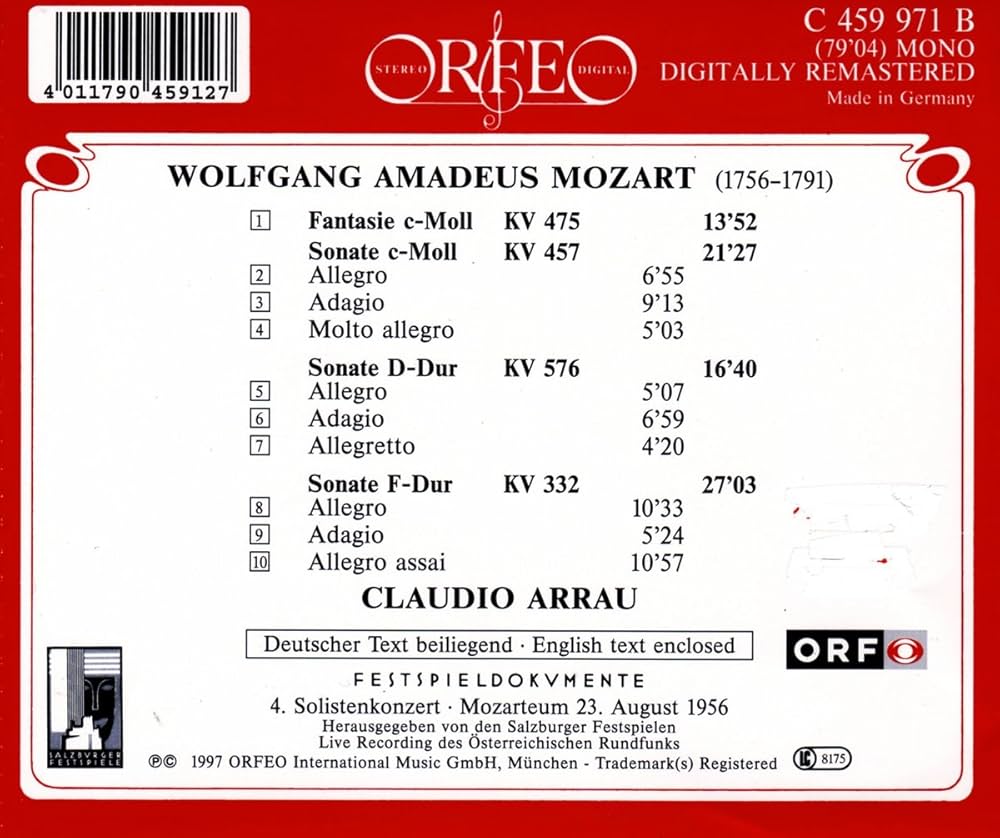 4 011790 459127
STEREO ORFEO DIGITAL
C 459 971 B
(79'04) MONO
DIGITALLY REMASTERED
Made in Germany
WOLFGANG AMADEUS MOZART (1756–1791)
1 Fantasie c-Moll KV 475 13'52
Sonate c-Moll KV 457 21'27
2 Allegro 6'55
3 Adagio 9'13
4 Molto allegro 5'03
Sonate D-Dur KV 576 16'40
5 Allegro 5'07
6 Adagio 6'59
7 Allegretto 4'20
Sonate F-Dur KV 332 27'03
8 Allegro 10'33
9 Adagio 5'24
10 Allegro assai 10'57
CLAUDIO ARRAU
Deutscher Text beiliegend · English text enclosed
ORF
FESTSPIELDOKVMENTE
4. Solistenkonzert · Mozarteum 23. August 1956
Herausgegeben von den Salzburger Festspielen
Live Recording des Österreichischen Rundfunks
SALZBURGER
FESTSPIELE
℗© 1997 ORFEO International Music GmbH, München - Trademark(s) Registered
LC 8175